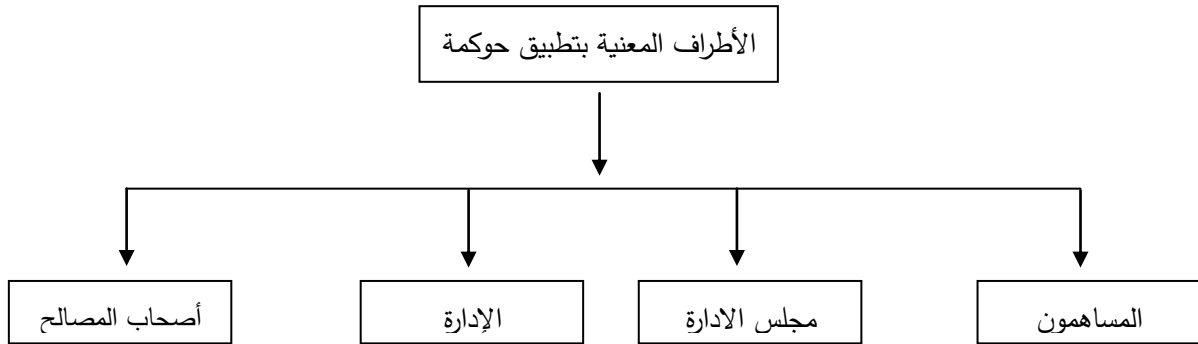 الأطراف المعنية بتطبيق حوكمة
المساهمون
مجلس الادارة
الإدارة
أصحاب المصالح